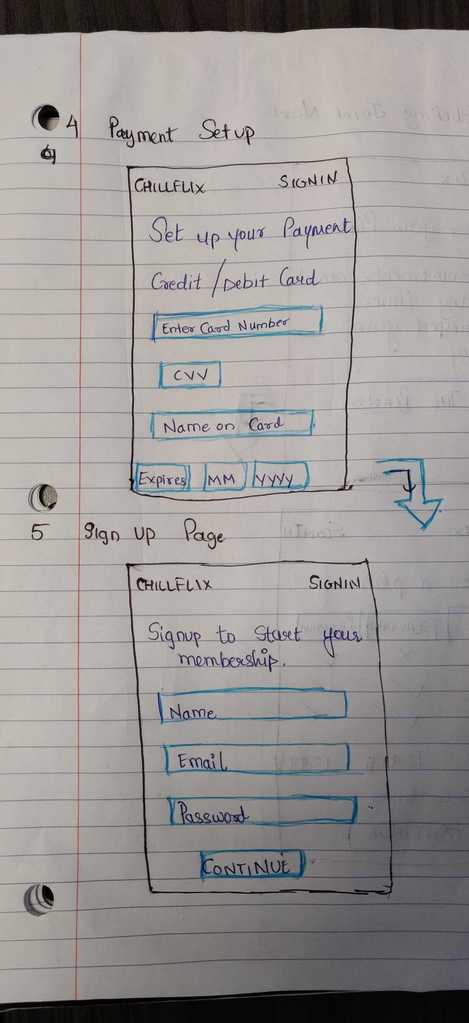 4 Payment Setup
CHILLFLIX SIGNIN
Set up your Payment
Credit / Debit Card
Enter Card Number
CVV
Name on Card
Expires MM YYYY
5 Sign up Page
CHILLFLIX SIGNIN
Signup to Start your
membership.
Name
Email
Password
CONTINUE